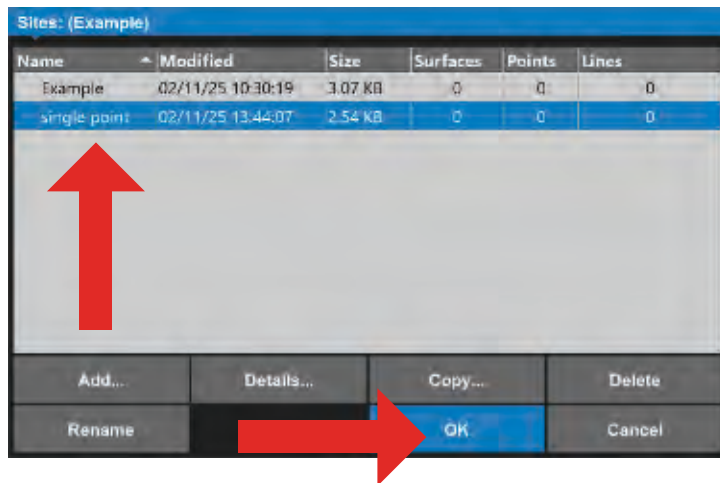 Sites: (Example)
Name Modified Size Surfaces Points Lines
Example 02/11/25 10:30:19 3.07 KB 0 0 0
single point 02/11/25 13:44:07 2.54 KB 0 0 0
Add... Details... Copy... Delete
Rename OK Cancel